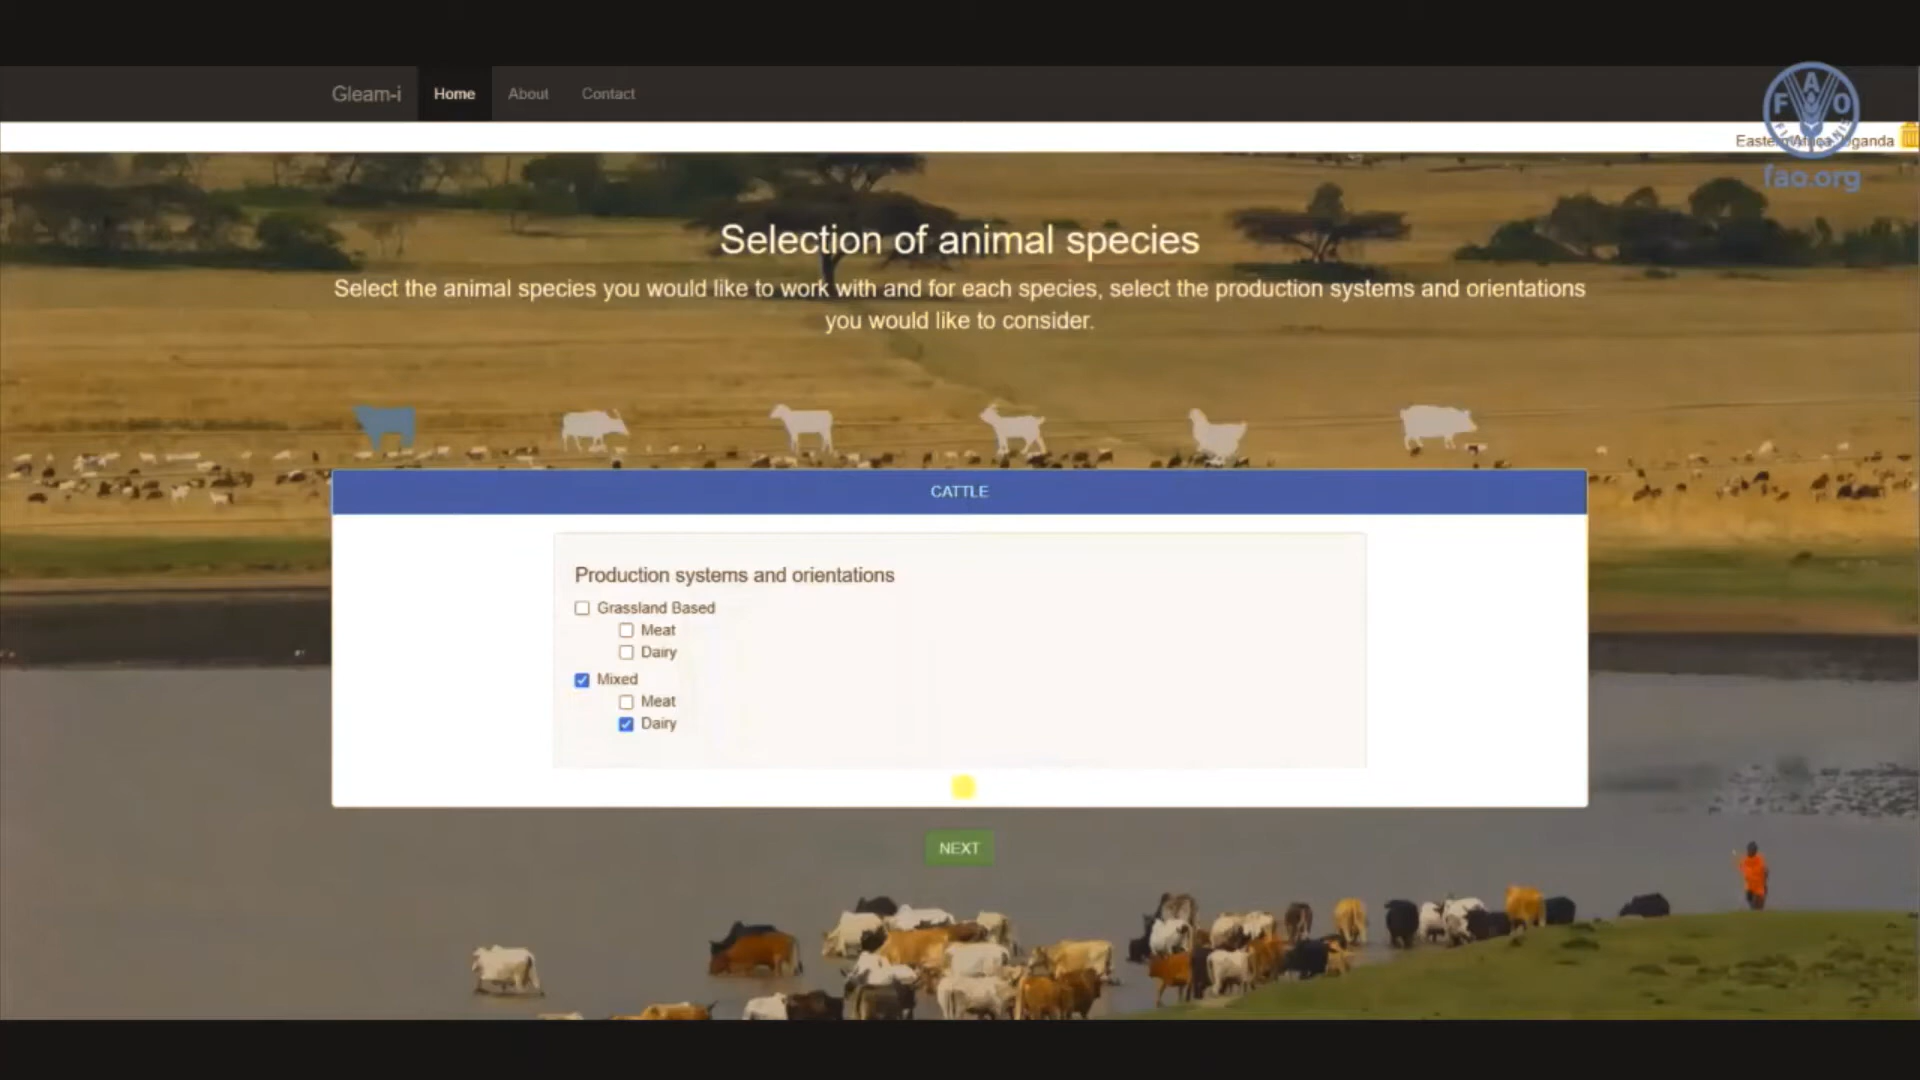 Gleam-i Home About Contact
FAO
fao.org
Selection of animal species
Select the animal species you would like to work with and for each species, select the production systems and orientations
you would like to consider.
CATTLE
Production systems and orientations
Grassland Based
Meat
Dairy
Mixed
Meat
Dairy
NEXT